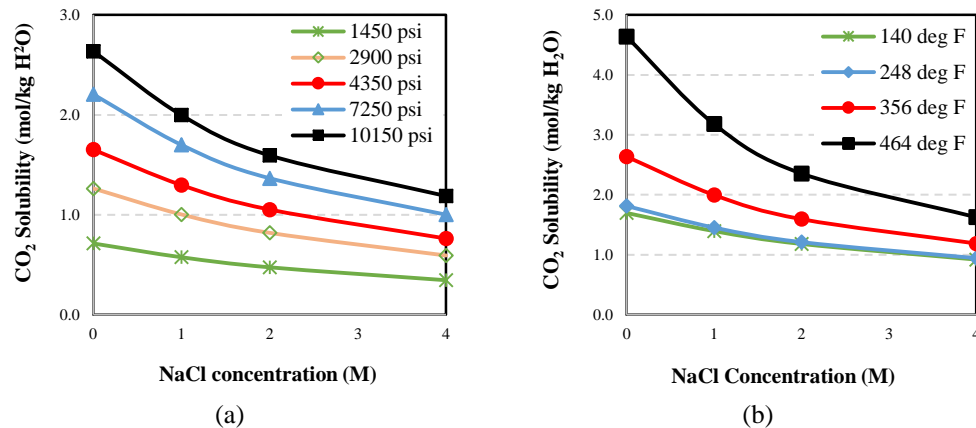 3.0
2.0
1.0
0.0
0 1 2 3 4
CO₂ Solubility (mol/kg H²O)
NaCl concentration (M)
1450 psi
2900 psi
4350 psi
7250 psi
10150 psi
(a)
5.0
4.0
3.0
2.0
1.0
0.0
0 1 2 3 4
CO₂ Solubility (mol/kg H₂O)
NaCl Concentration (M)
140 deg F
248 deg F
356 deg F
464 deg F
(b)